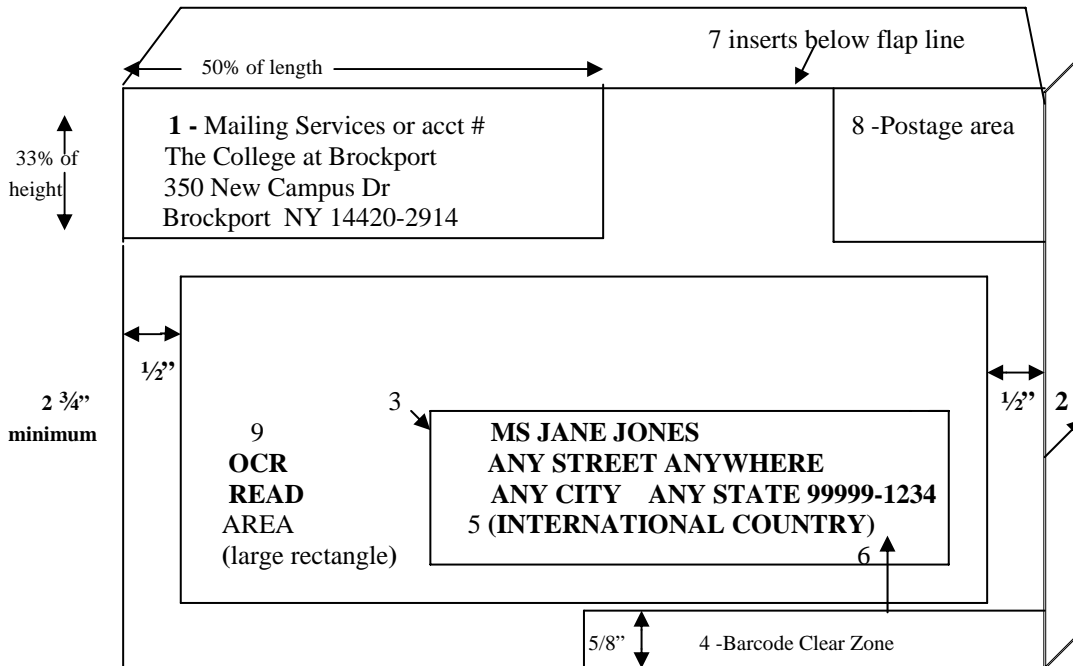 7 inserts below flap line
50% of length
1 - Mailing Services or acct #
The College at Brockport
350 New Campus Dr
Brockport NY 14420-2914
8 -Postage area
33% of
height
½”
½”
2 ¾”
minimum
2
3
9
OCR
READ
AREA
(large rectangle)
MS JANE JONES
ANY STREET ANYWHERE
ANY CITY ANY STATE 99999-1234
5 (INTERNATIONAL COUNTRY)
6
5/8”
4 -Barcode Clear Zone